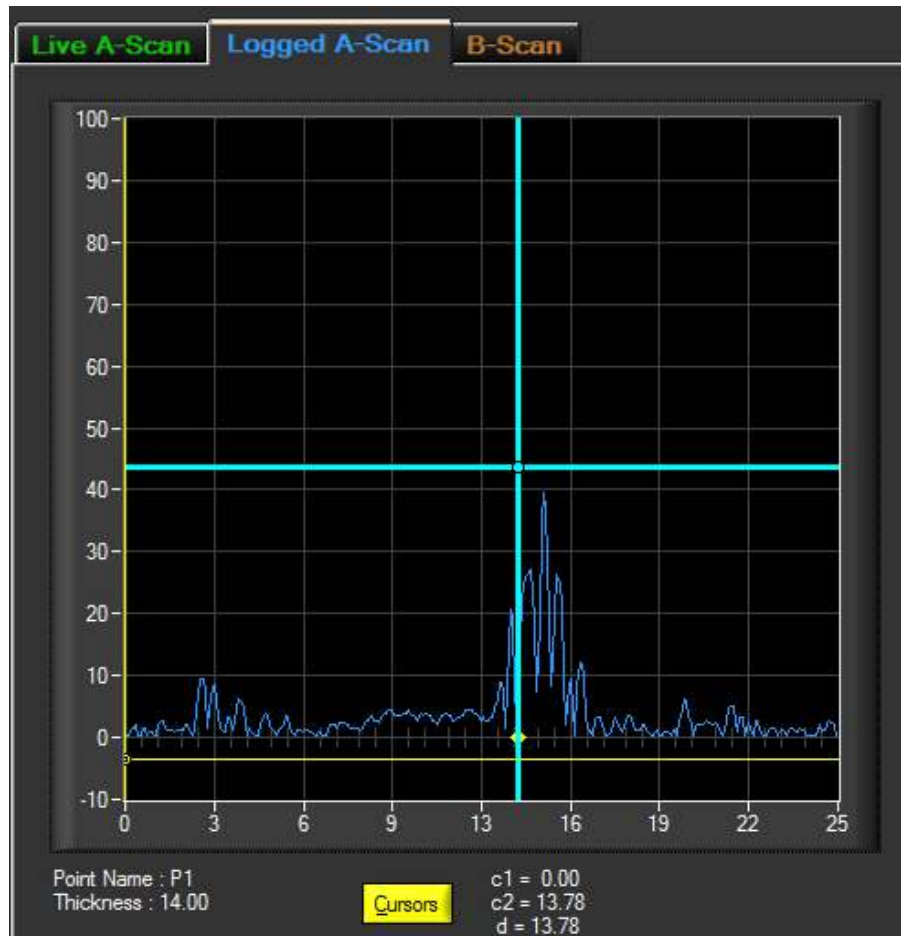 Live A-Scan Logged A-Scan B-Scan
100
90
80
70
60
50
40
30
20
10
0
-10
0 3 6 9 13 16 19 22 25
Point Name : P1
Thickness : 14.00
Cursors
c1 = 0.00
c2 = 13.78
d = 13.78